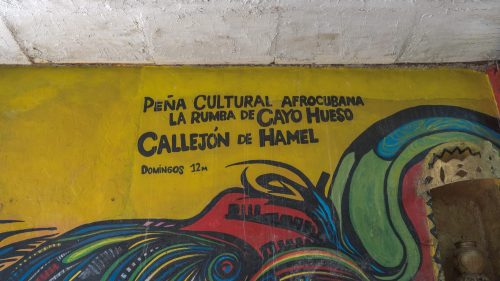 PEÑA CULTURAL AFROCUBANA
LA RUMBA DE CAYO HUESO
CALLEJÓN DE HAMEL
DOMINGOS 12M